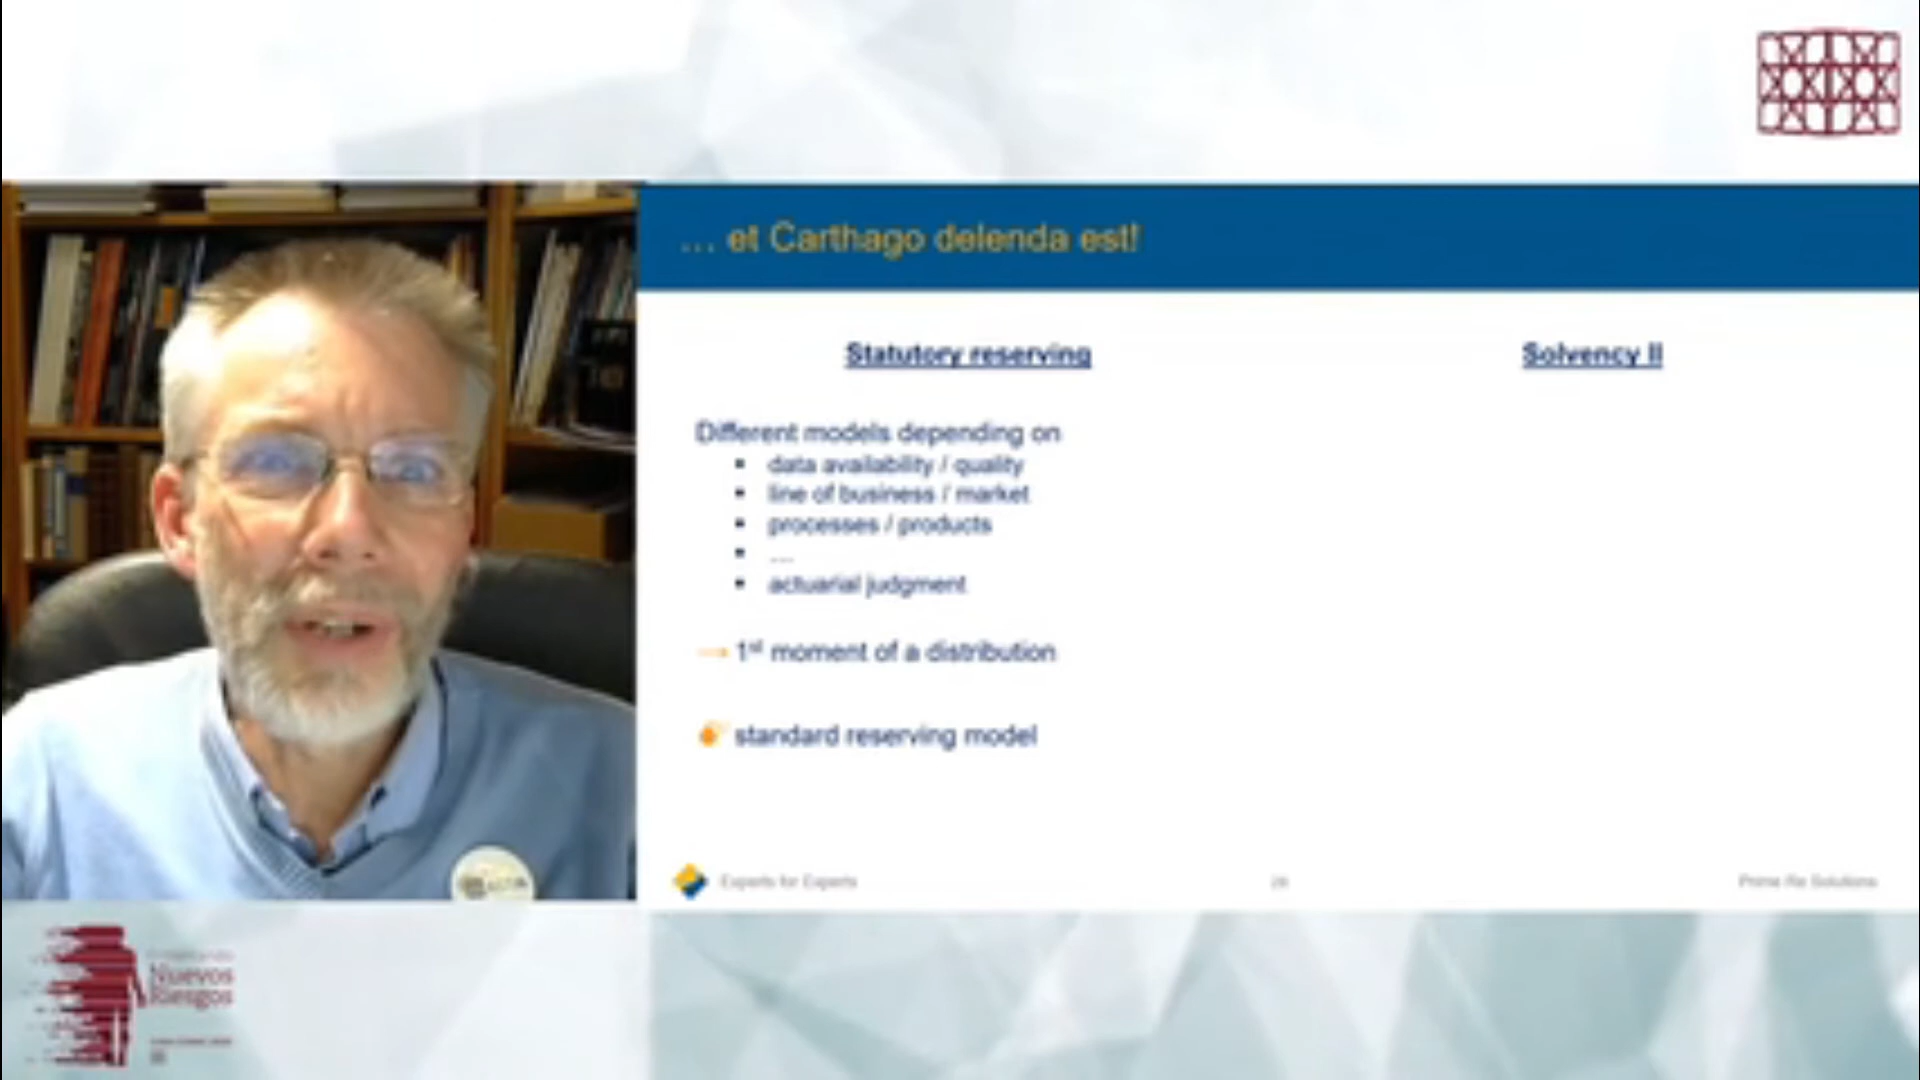 ... et Carthago delenda est!
Statutory reserving
Solvency II
Different models depending on
▪ data availability / quality
▪ line of business / market
▪ processes / products
▪ ...
▪ actuarial judgment
→ 1st moment of a distribution
standard reserving model
Experts for Experts
Prime Re Solutions
Nuevos
Riesgos